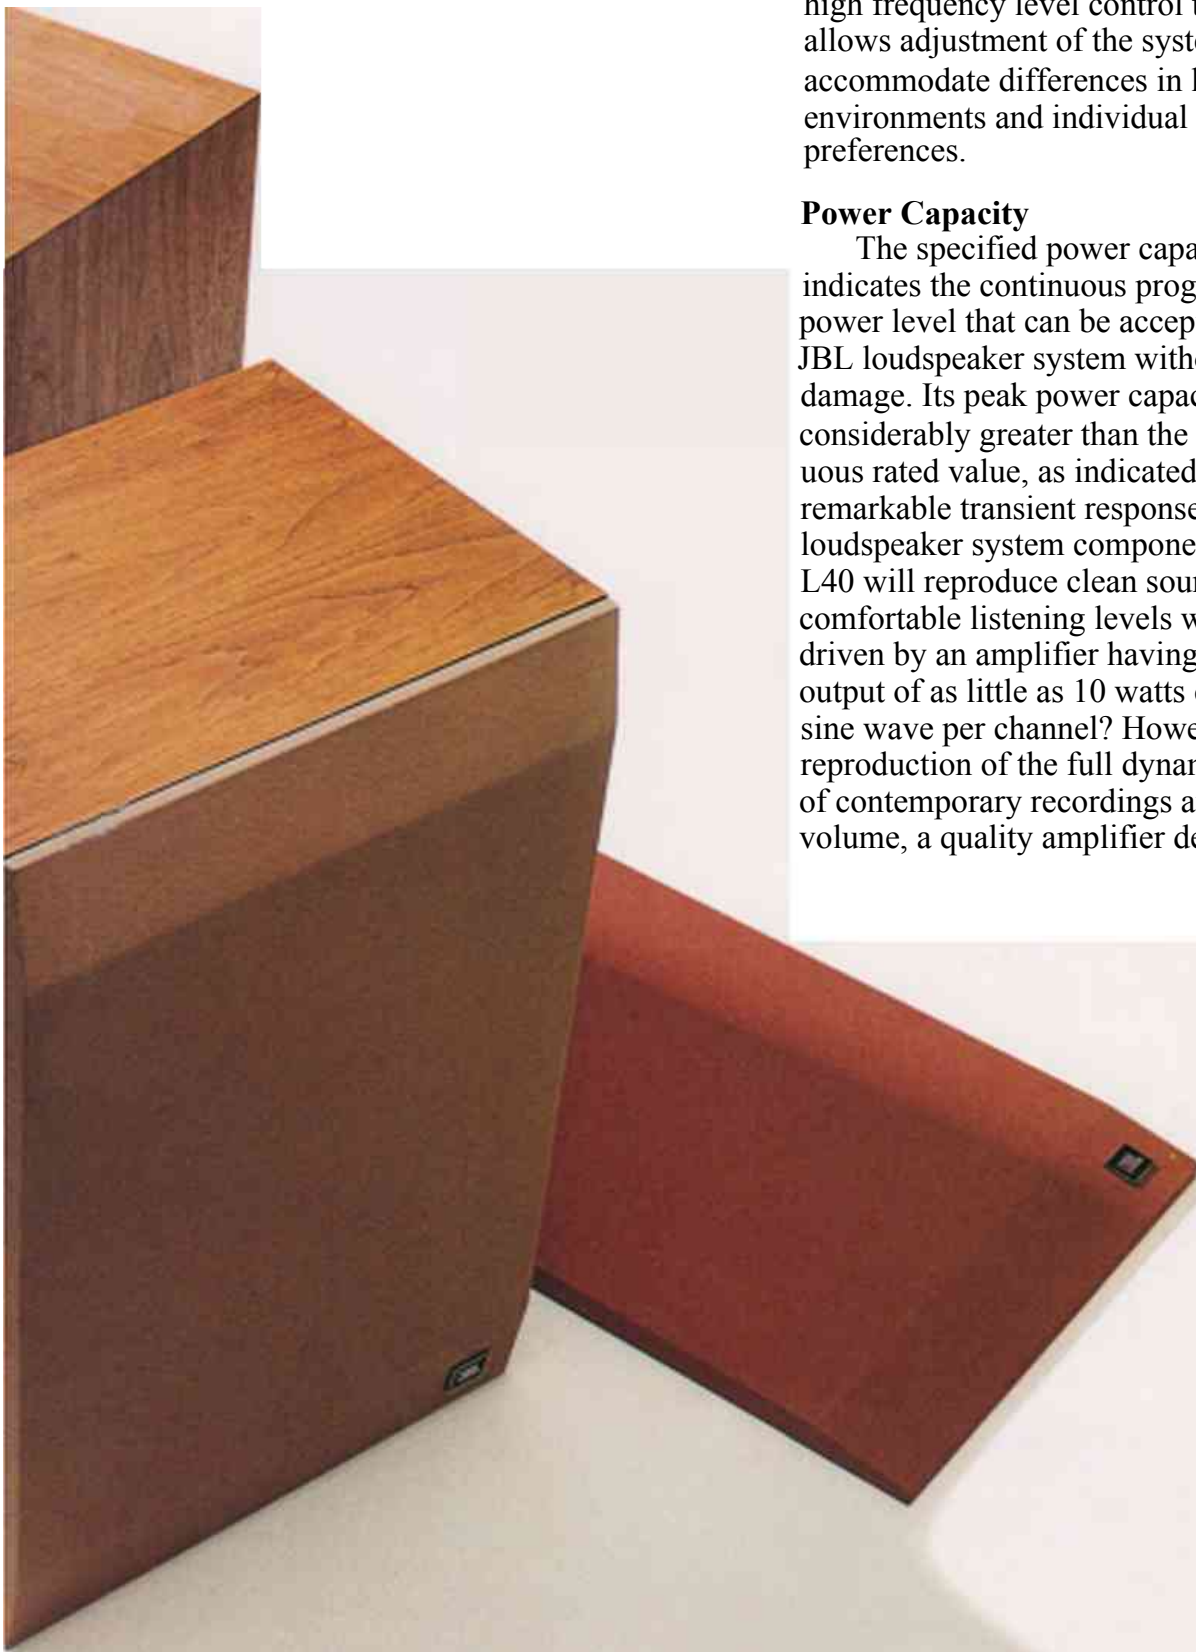 high frequency level control
allows adjustment of the syst
accommodate differences in
environments and individual
preferences.
Power Capacity
The specified power capa
indicates the continuous prog
power level that can be accep
JBL loudspeaker system with
damage. Its peak power capac
considerably greater than the
uous rated value, as indicated
remarkable transient response
loudspeaker system compone
L40 will reproduce clean sour
comfortable listening levels w
driven by an amplifier having
output of as little as 10 watts
sine wave per channel? Howe
reproduction of the full dynar
of contemporary recordings a
volume, a quality amplifier de
JBL